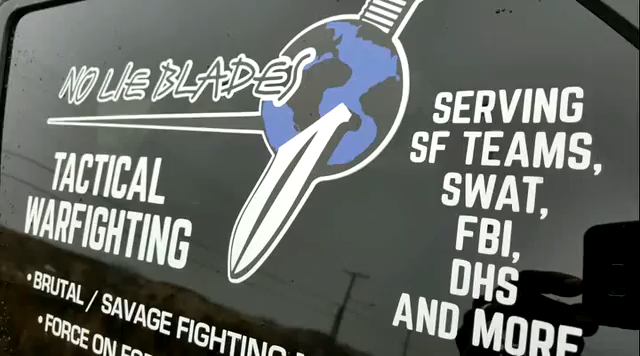 NO LIE BLADES
TACTICAL
WARFIGHTING
• BRUTAL / SAVAGE FIGHTING
• FORCE ON
SERVING
SF TEAMS,
SWAT,
FBI,
DHS
AND MORE